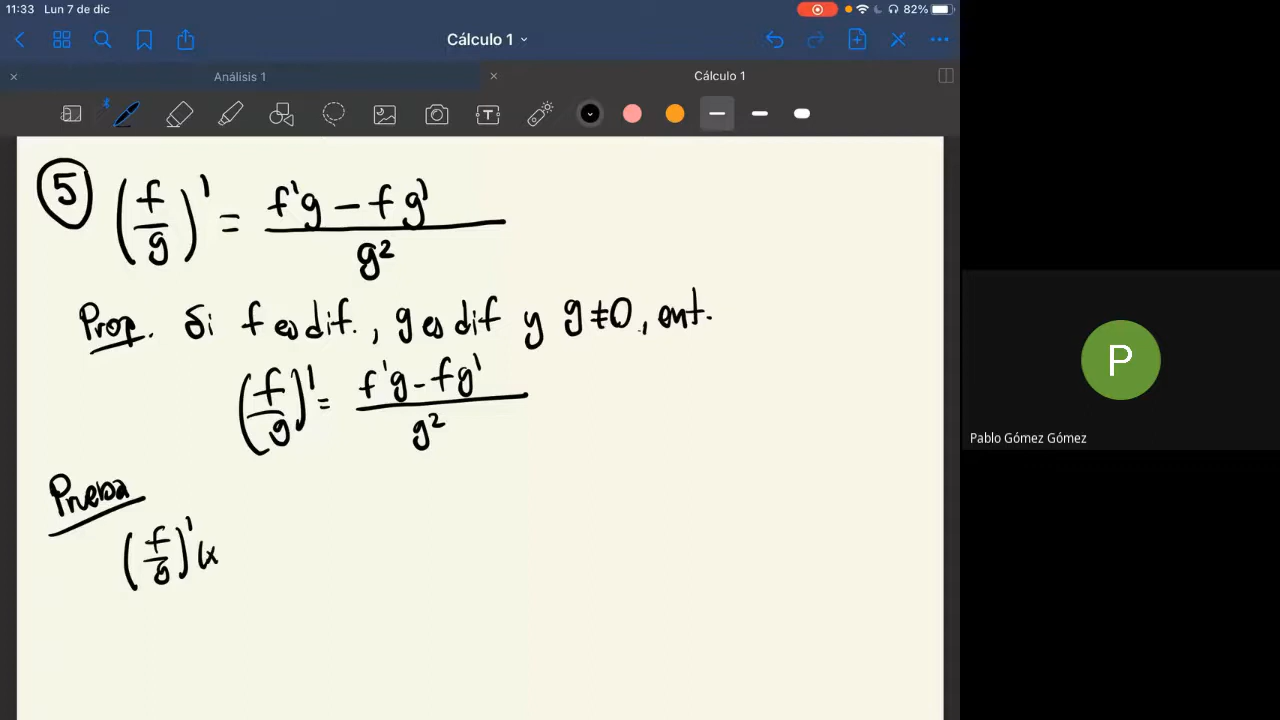 11:33 Lun 7 de dic 82%
Cálculo 1
Análisis 1 Cálculo 1
T
5 (f/g)' = f'g - fg' / g²
Prop. Si f es dif., g es dif y g≠0, ent.
(f/g)' = f'g - fg' / g²
Prueba
(f/g)'(x
P
Pablo Gómez Gómez